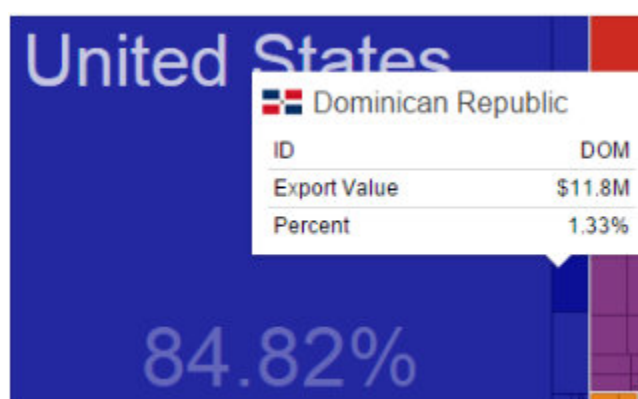 United States
Dominican Republic
ID DOM
Export Value $11.8M
Percent 1.33%
84.82%